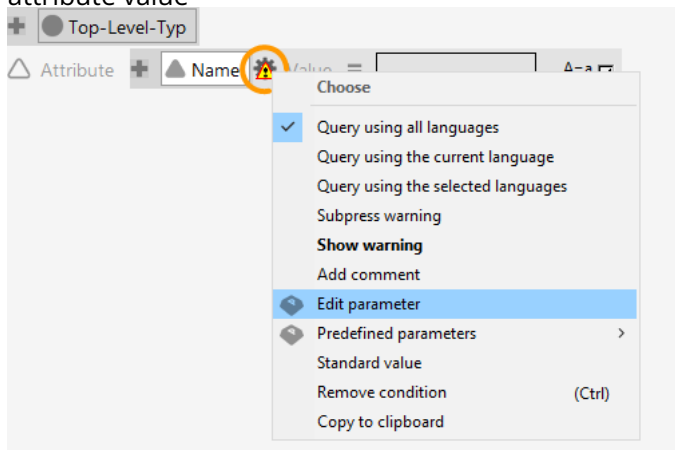 attribute value
Top-Level-Typ
Attribute Name Value =
A=a
Choose
Query using all languages
Query using the current language
Query using the selected languages
Subpress warning
Show warning
Add comment
Edit parameter
Predefined parameters >
Standard value
Remove condition (Ctrl)
Copy to clipboard